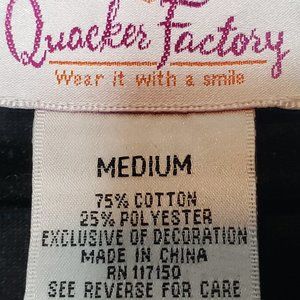 Quacker Factory
Wear it with a smile
MEDIUM
75% COTTON
25% POLYESTER
EXCLUSIVE OF DECORATION
MADE IN CHINA
RN 117150
SEE REVERSE FOR CARE